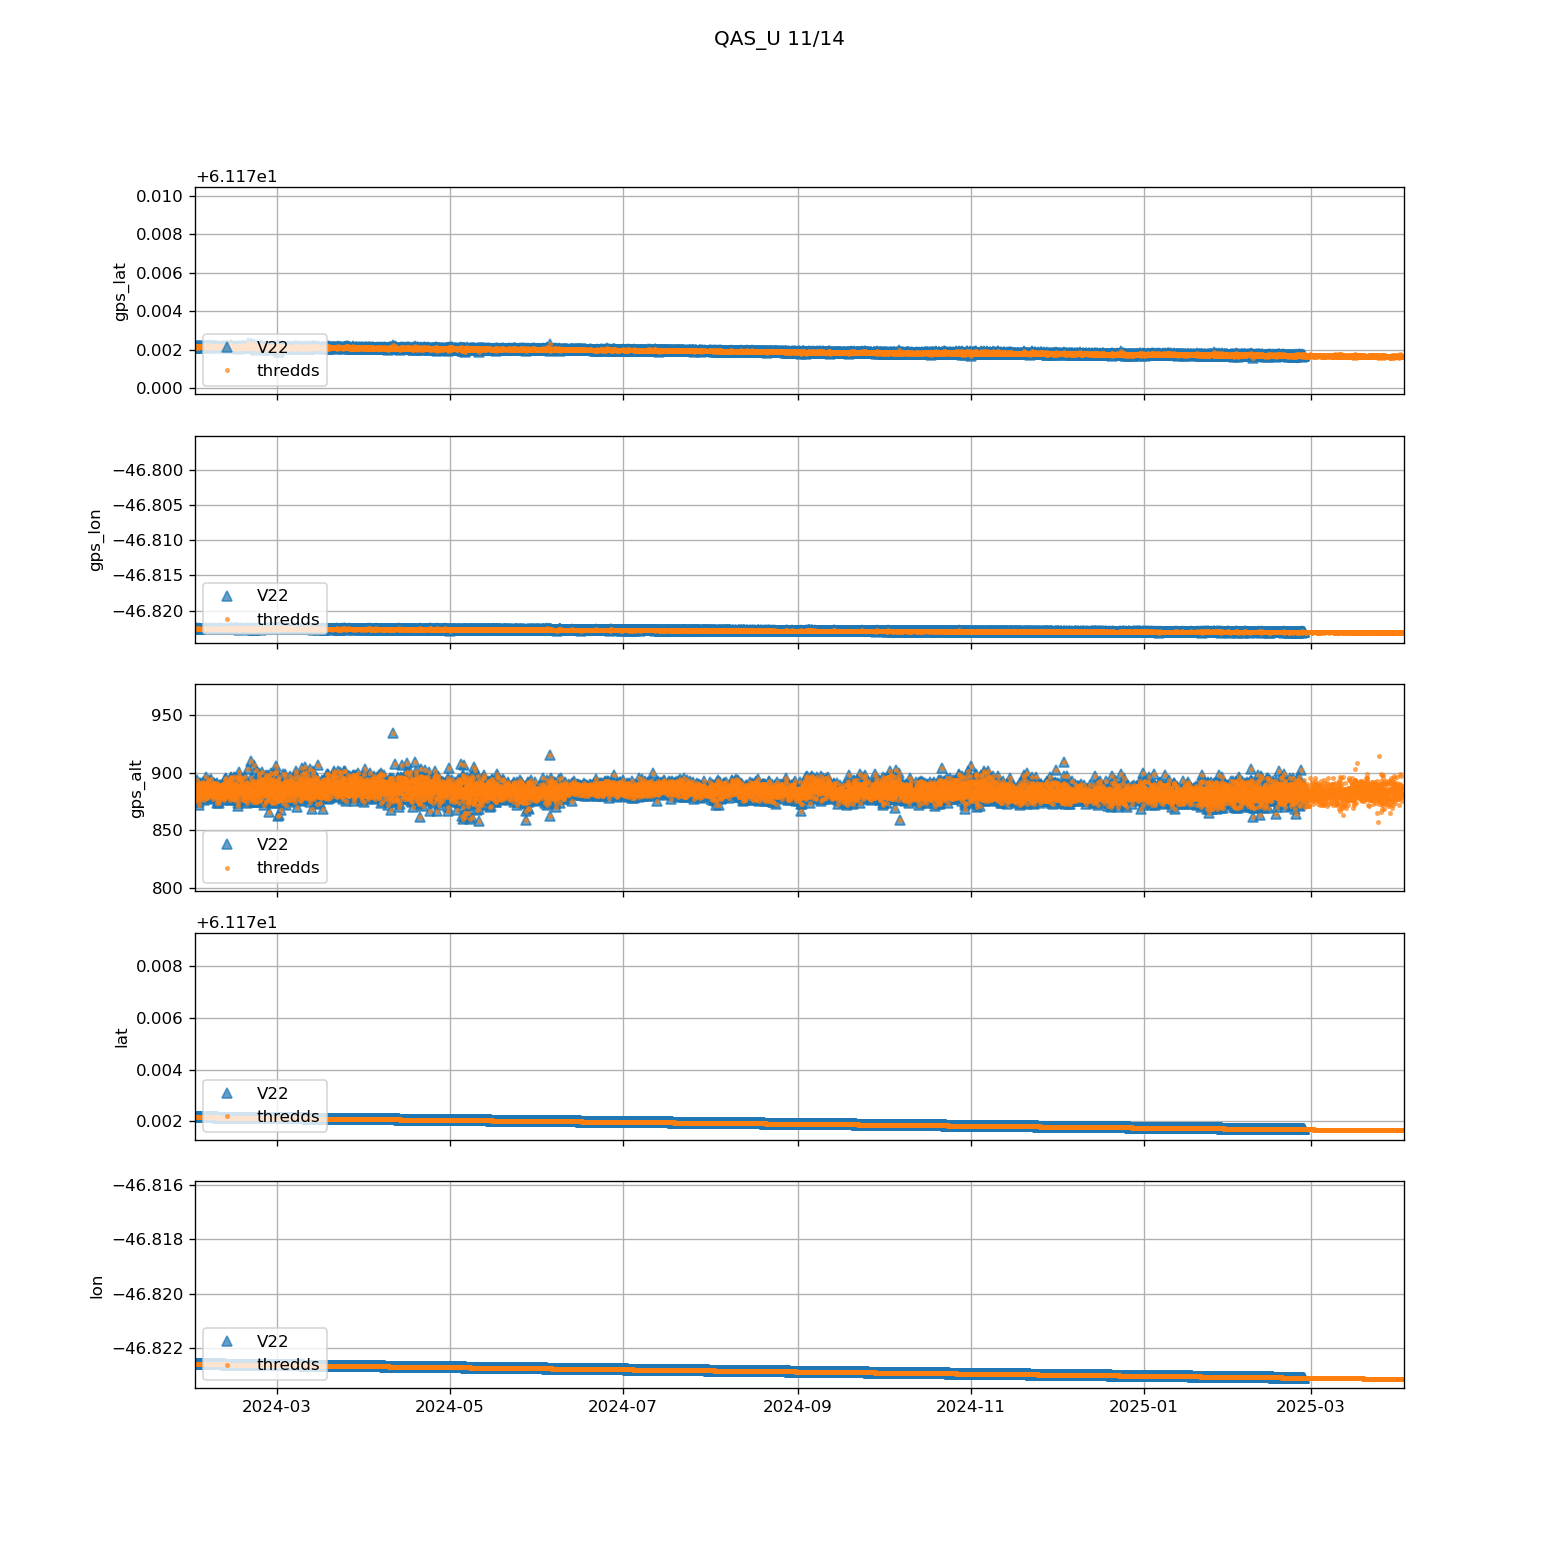 QAS_U 11/14
+6.117e1
0.010
0.008
0.006
0.004
0.002
0.000
gps_lat
V22
thredds
−46.800
−46.805
−46.810
−46.815
−46.820
gps_lon
V22
thredds
950
900
850
800
gps_alt
V22
thredds
+6.117e1
0.008
0.006
0.004
0.002
lat
V22
thredds
−46.816
−46.818
−46.820
−46.822
lon
V22
thredds
2024-03 2024-05 2024-07 2024-09 2024-11 2025-01 2025-03